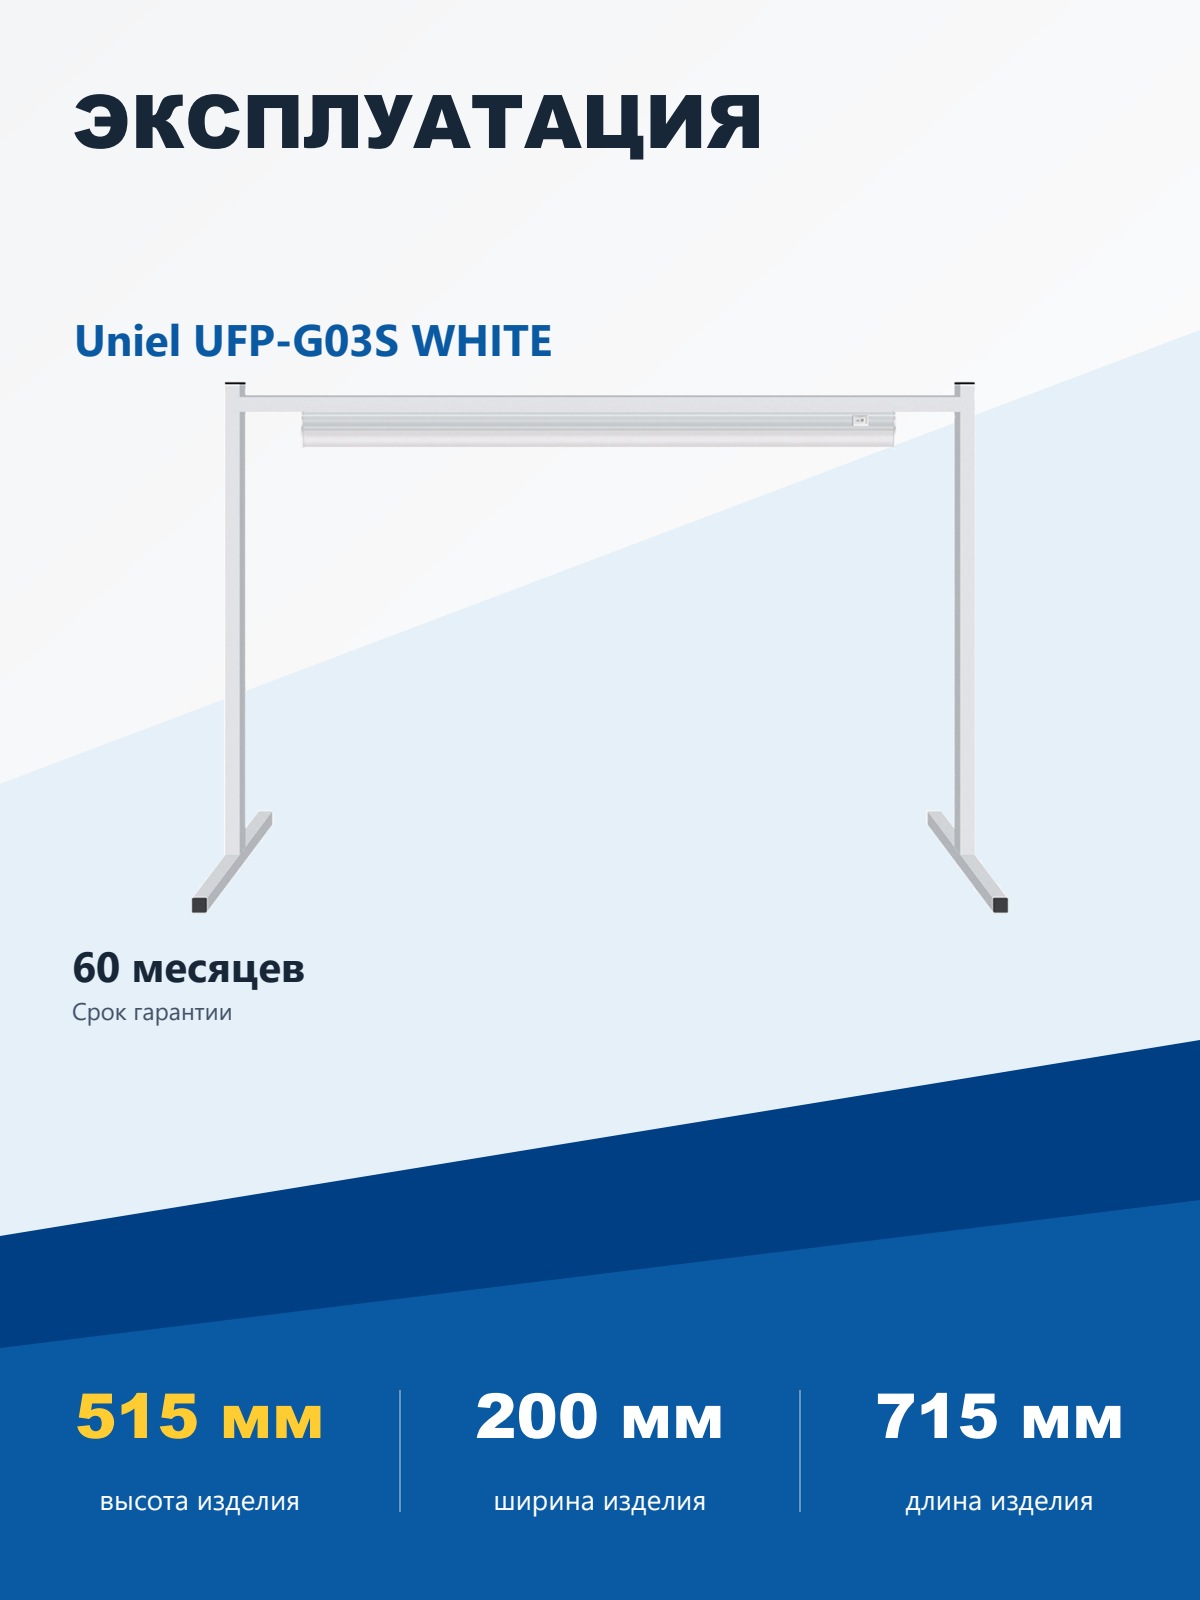 ЭКСПЛУАТАЦИЯ
Uniel UFP-G03S WHITE
60 месяцев
Срок гарантии
515 мм
высота изделия
200 мм
ширина изделия
715 мм
длина изделия